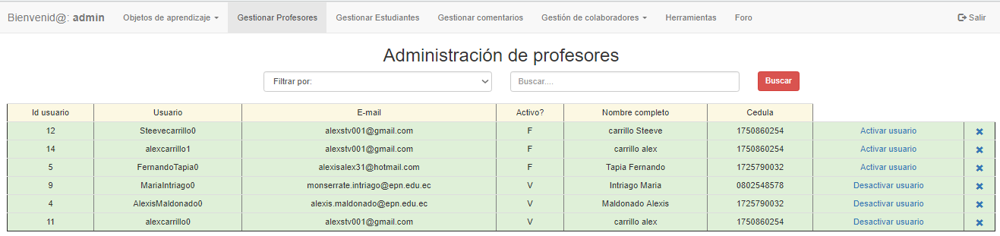 Bienvenid@: admin Objetos de aprendizaje Gestionar Profesores Gestionar Estudiantes Gestionar comentarios Gestión de colaboradores Herramientas Foro Salir
Administración de profesores
Filtrar por: Buscar.... Buscar
Id usuario Usuario E-mail Activo? Nombre completo Cedula
12 Steevecarrillo0 alexstv001@gmail.com F carrillo Steeve 1750860254 Activar usuario
14 alexcarrillo1 alexstv001@gmail.com F carrillo alex 1750860254 Activar usuario
5 FernandoTapia0 alexisalex31@hotmail.com F Tapia Fernando 1725790032 Activar usuario
9 MariaIntriago0 monserrate.intriago@epn.edu.ec V Intriago Maria 0802548578 Desactivar usuario
4 AlexisMaldonado0 alexis.maldonado@epn.edu.ec V Maldonado Alexis 1725790032 Desactivar usuario
11 alexcarrillo0 alexstv001@gmail.com V carrillo alex 1750860254 Desactivar usuario